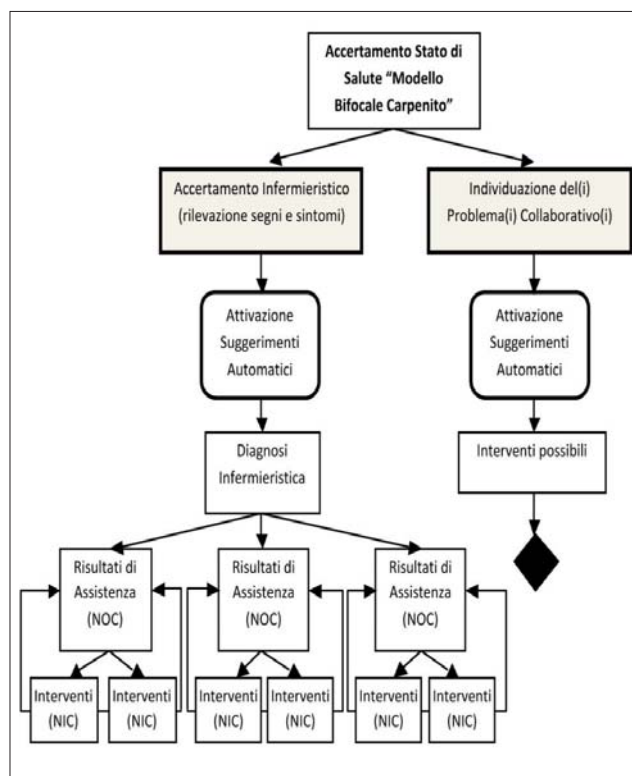 Accertamento Stato di
Salute “Modello
Bifocale Carpenito”
Accertamento Infermieristico
(rilevazione segni e sintomi)
Individuazione del(i)
Problema(i) Collaborativo(i)
Attivazione
Suggerimenti
Automatici
Attivazione
Suggerimenti
Automatici
Diagnosi
Infermieristica
Interventi possibili
Risultati di
Assistenza
(NOC)
Risultati di
Assistenza
(NOC)
Risultati di
Assistenza
(NOC)
Interventi
(NIC)
Interventi
(NIC)
Interventi
(NIC)
Interventi
(NIC)
Interventi
(NIC)
Interventi
(NIC)